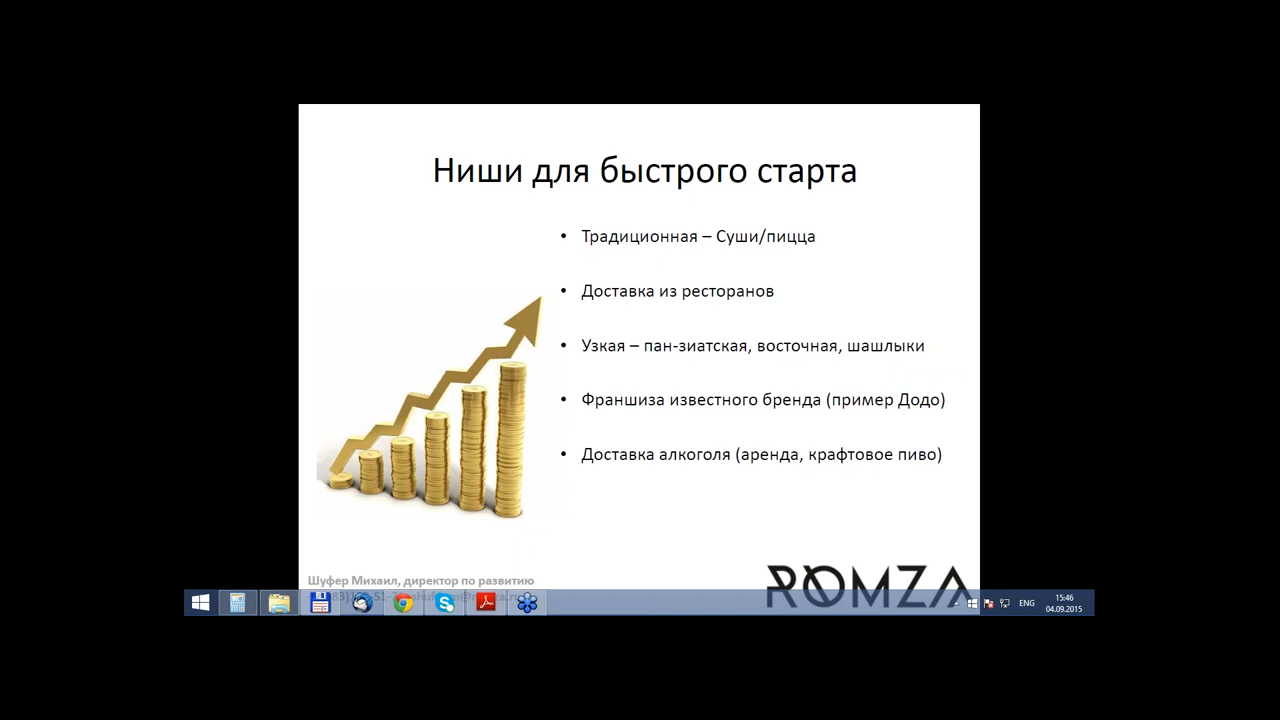 Ниши для быстрого старта
• Традиционная – Суши/пицца
• Доставка из ресторанов
• Узкая – пан-зиатская, восточная, шашлыки
• Франшиза известного бренда (пример Додо)
• Доставка алкоголя (аренда, крафтовое пиво)
Шуфер Михаил, директор по развитию
ROMZA
ENG
15:46
04.09.2015